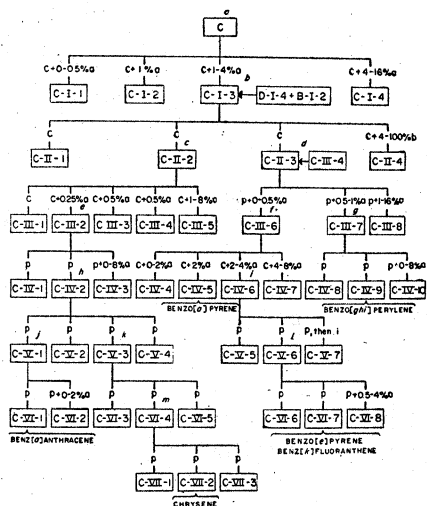 a
C
C+0-0.5%a C+1%a C+1-4%a C+4-16%a
b
C-I-1 C-I-2 C-I-3 D-I-4+B-I-2 C-I-4
C C C C+4-100%b
c d
C-II-1 C-II-2 C-II-3 C-III-4 C-II-4
C C+0.25%a C+0.5%a C+0.5%a C+1-8%a p+0-0.5%a p+0.5-1%a p+1-16%a
e f g
C-III-1 C-III-2 C-III-3 C-III-4 C-III-5 C-III-6 C-III-7 C-III-8
p p p+0-8%a C+0-2%a C+2%a C+2-4%a C+4-8%a p p p+0-8%a
h i
C-IV-1 C-IV-2 C-IV-3 C-IV-4 C-IV-5 C-IV-6 C-IV-7 C-IV-8 C-IV-9 C-IV-10
BENZO[a]PYRENE BENZO[ghi]PERYLENE
p p p p p p p, then i
j k l
C-V-1 C-V-2 C-V-3 C-V-4 C-V-5 C-V-6 C-V-7
p p+0-2%a p p p p p p+0.5-4%a
m
C-VI-1 C-VI-2 C-VI-3 C-VI-4 C-VI-5 C-VI-6 C-VI-7 C-VI-8
BENZ[a]ANTHRACENE BENZO[e]PYRENE
BENZ[k]FLUORANTHENE
p p p
C-VII-1 C-VII-2 C-VII-3
CHRYSENE